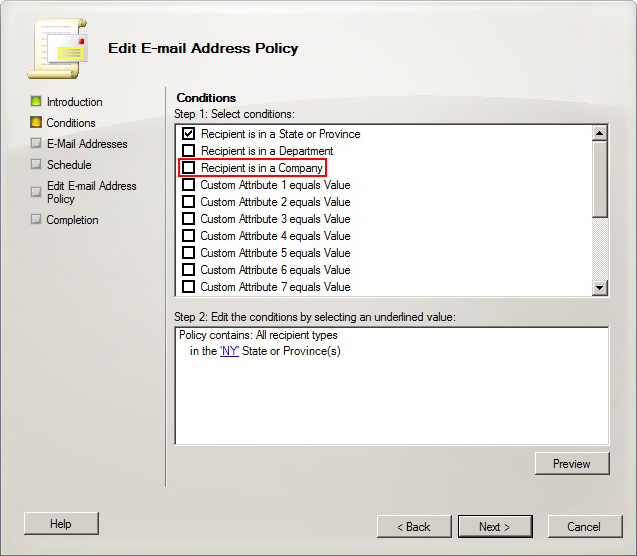 Edit E-mail Address Policy
Introduction
Conditions
E-Mail Addresses
Schedule
Edit E-mail Address
Policy
Completion
Conditions
Step 1: Select conditions:
Recipient is in a State or Province
Recipient is in a Department
Recipient is in a Company
Custom Attribute 1 equals Value
Custom Attribute 2 equals Value
Custom Attribute 3 equals Value
Custom Attribute 4 equals Value
Custom Attribute 5 equals Value
Custom Attribute 6 equals Value
Custom Attribute 7 equals Value
Step 2: Edit the conditions by selecting an underlined value:
Policy contains: All recipient types
in the 'NY' State or Province(s)
Preview
Help
< Back
Next >
Cancel